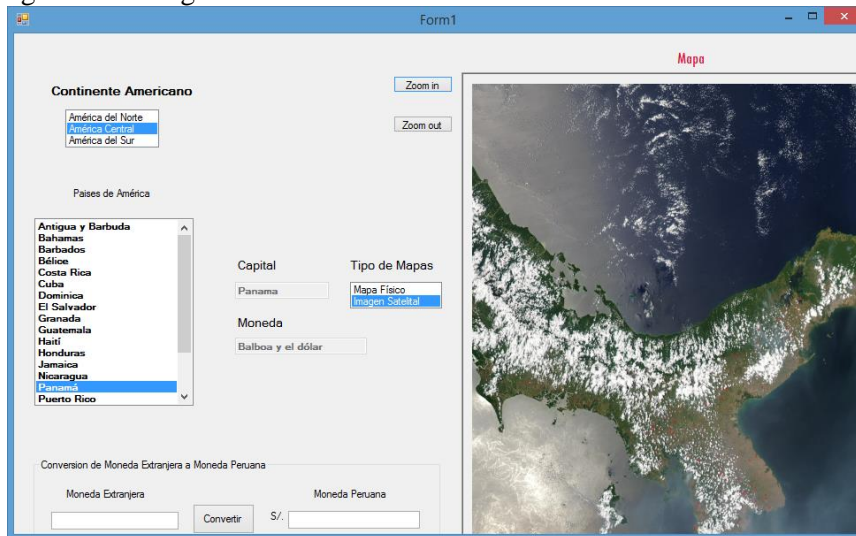 Form1
Mapa
Continente Americano
Zoom in
América del Norte
América Central
América del Sur
Zoom out
Paises de América
Antigua y Barbuda
Bahamas
Barbados
Bélice
Costa Rica
Cuba
Dominica
El Salvador
Granada
Guatemala
Haití
Honduras
Jamaica
Nicaragua
Panamá
Puerto Rico
Capital
Panama
Moneda
Balboa y el dólar
Tipo de Mapas
Mapa Físico
Imagen Satelital
Conversion de Moneda Extranjera a Moneda Peruana
Moneda Extranjera
Moneda Peruana
Convertir
S/.